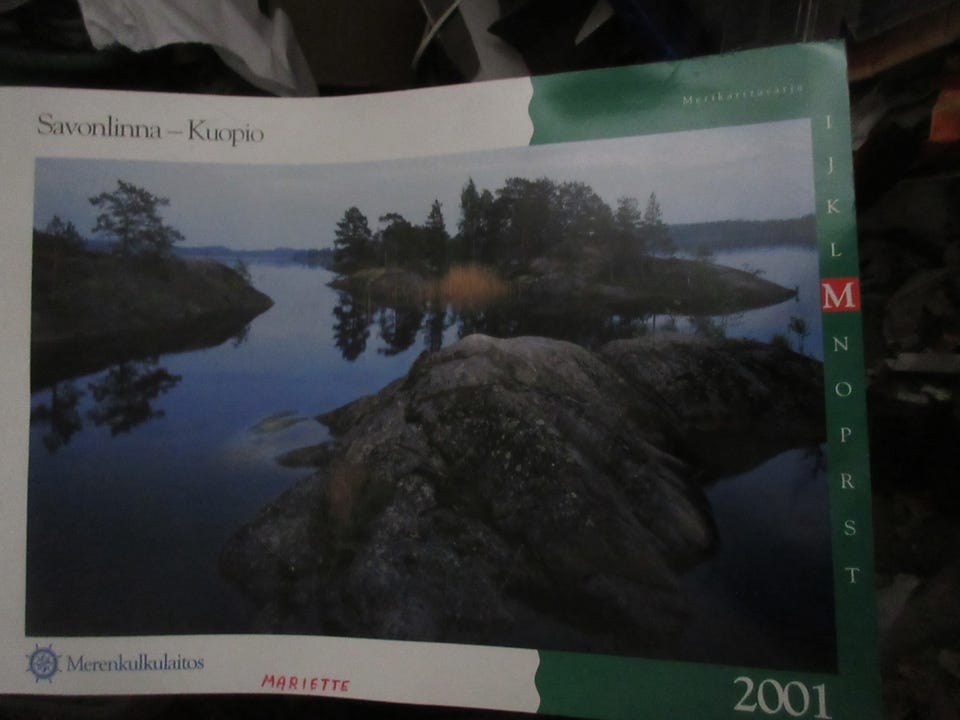 Savonlinna – Kuopio
Merikarttasarja
I
J
K
L
M
N
O
P
R
S
T
Merenkulkulaitos
MARIETTE
2001